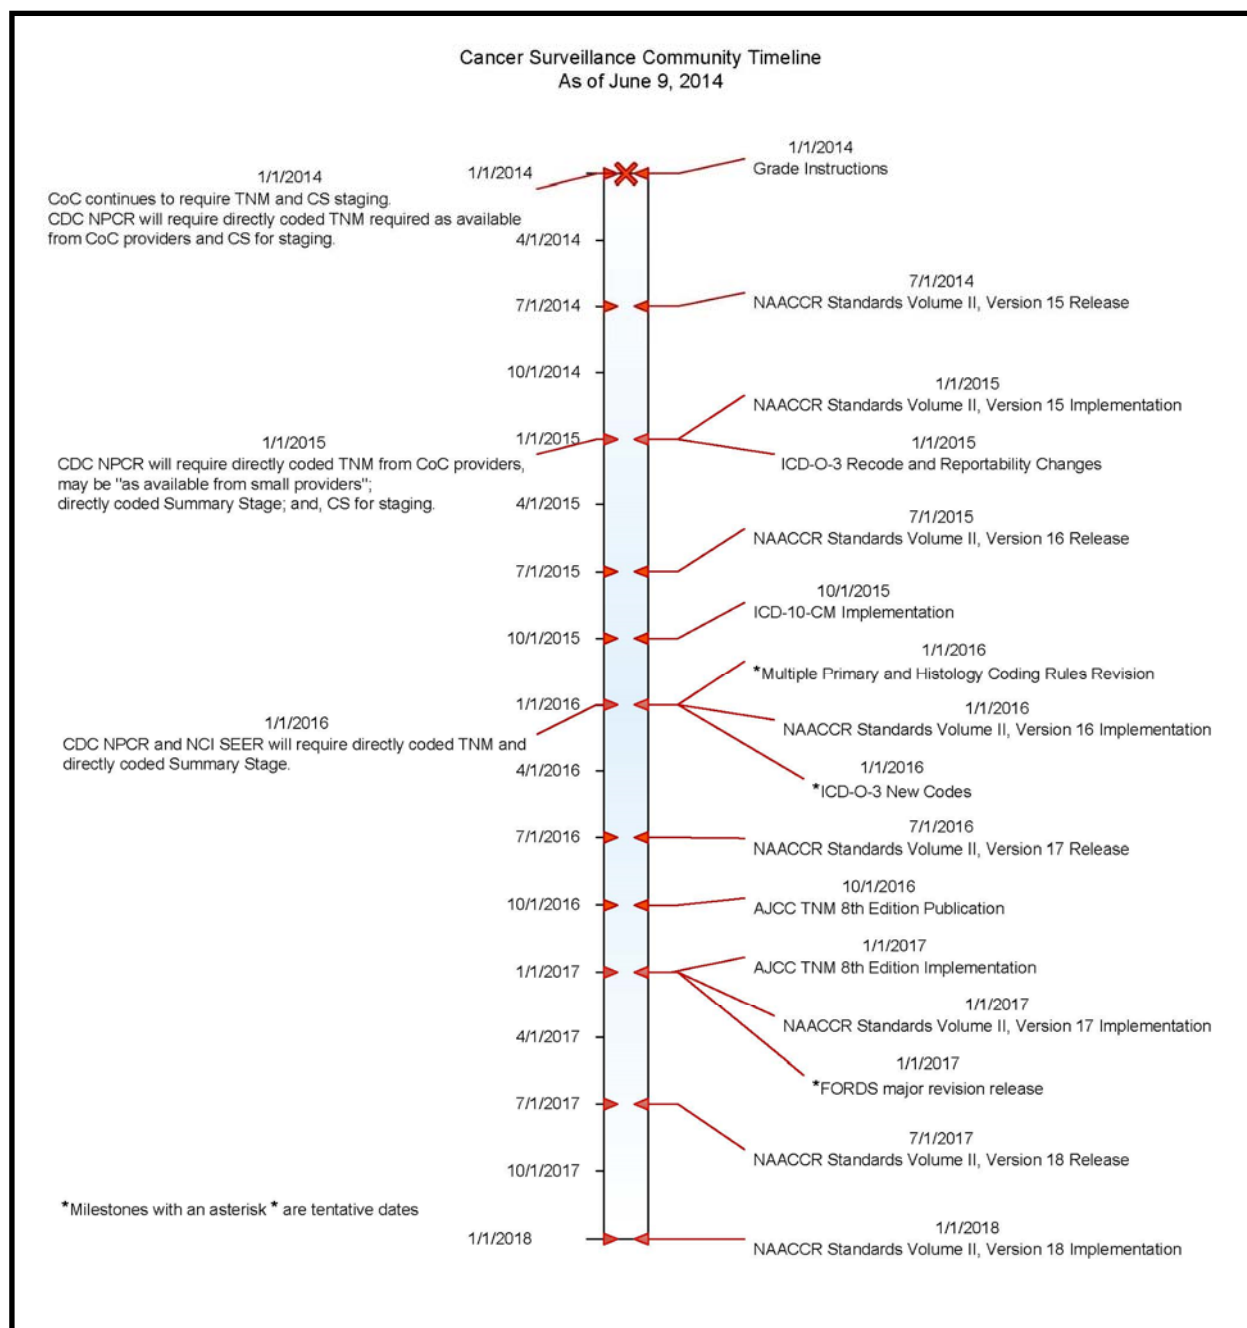 Cancer Surveillance Community Timeline
As of June 9, 2014
1/1/2014
Grade Instructions
1/1/2014
1/1/2014
CoC continues to require TNM and CS staging.
CDC NPCR will require directly coded TNM required as available
from CoC providers and CS for staging.
4/1/2014
7/1/2014
NAACCR Standards Volume II, Version 15 Release
7/1/2014
10/1/2014
1/1/2015
NAACCR Standards Volume II, Version 15 Implementation
1/1/2015
1/1/2015
ICD-O-3 Recode and Reportability Changes
1/1/2015
CDC NPCR will require directly coded TNM from CoC providers,
may be "as available from small providers";
directly coded Summary Stage; and, CS for staging.
4/1/2015
7/1/2015
NAACCR Standards Volume II, Version 16 Release
7/1/2015
10/1/2015
ICD-10-CM Implementation
10/1/2015
1/1/2016
*Multiple Primary and Histology Coding Rules Revision
1/1/2016
1/1/2016
NAACCR Standards Volume II, Version 16 Implementation
1/1/2016
CDC NPCR and NCI SEER will require directly coded TNM and
directly coded Summary Stage.
4/1/2016
1/1/2016
*ICD-O-3 New Codes
7/1/2016
NAACCR Standards Volume II, Version 17 Release
7/1/2016
10/1/2016
AJCC TNM 8th Edition Publication
10/1/2016
1/1/2017
AJCC TNM 8th Edition Implementation
1/1/2017
1/1/2017
NAACCR Standards Volume II, Version 17 Implementation
4/1/2017
1/1/2017
*FORDS major revision release
7/1/2017
7/1/2017
NAACCR Standards Volume II, Version 18 Release
10/1/2017
*Milestones with an asterisk * are tentative dates
1/1/2018
1/1/2018
NAACCR Standards Volume II, Version 18 Implementation